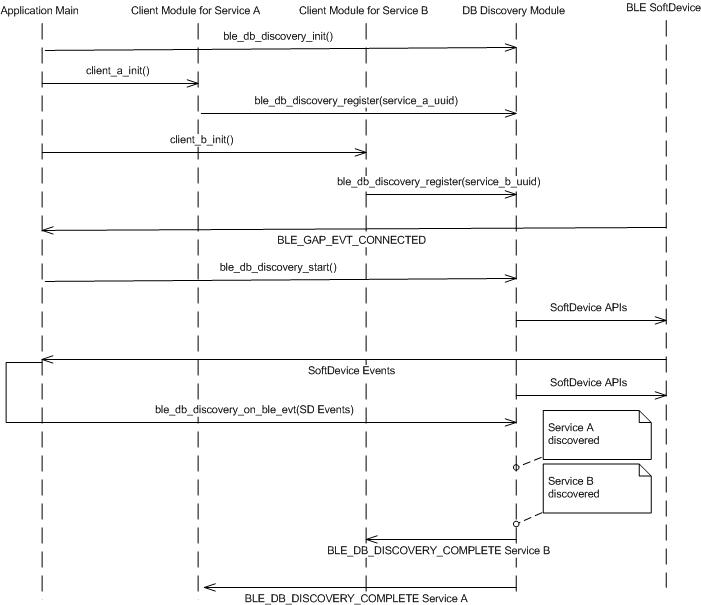 Application Main
Client Module for Service A
Client Module for Service B
DB Discovery Module
BLE SoftDevice
ble_db_discovery_init()
client_a_init()
ble_db_discovery_register(service_a_uuid)
client_b_init()
ble_db_discovery_register(service_b_uuid)
BLE_GAP_EVT_CONNECTED
ble_db_discovery_start()
SoftDevice APIs
SoftDevice Events
SoftDevice APIs
ble_db_discovery_on_ble_evt(SD Events)
Service A
discovered
Service B
discovered
BLE_DB_DISCOVERY_COMPLETE Service B
BLE_DB_DISCOVERY_COMPLETE Service A